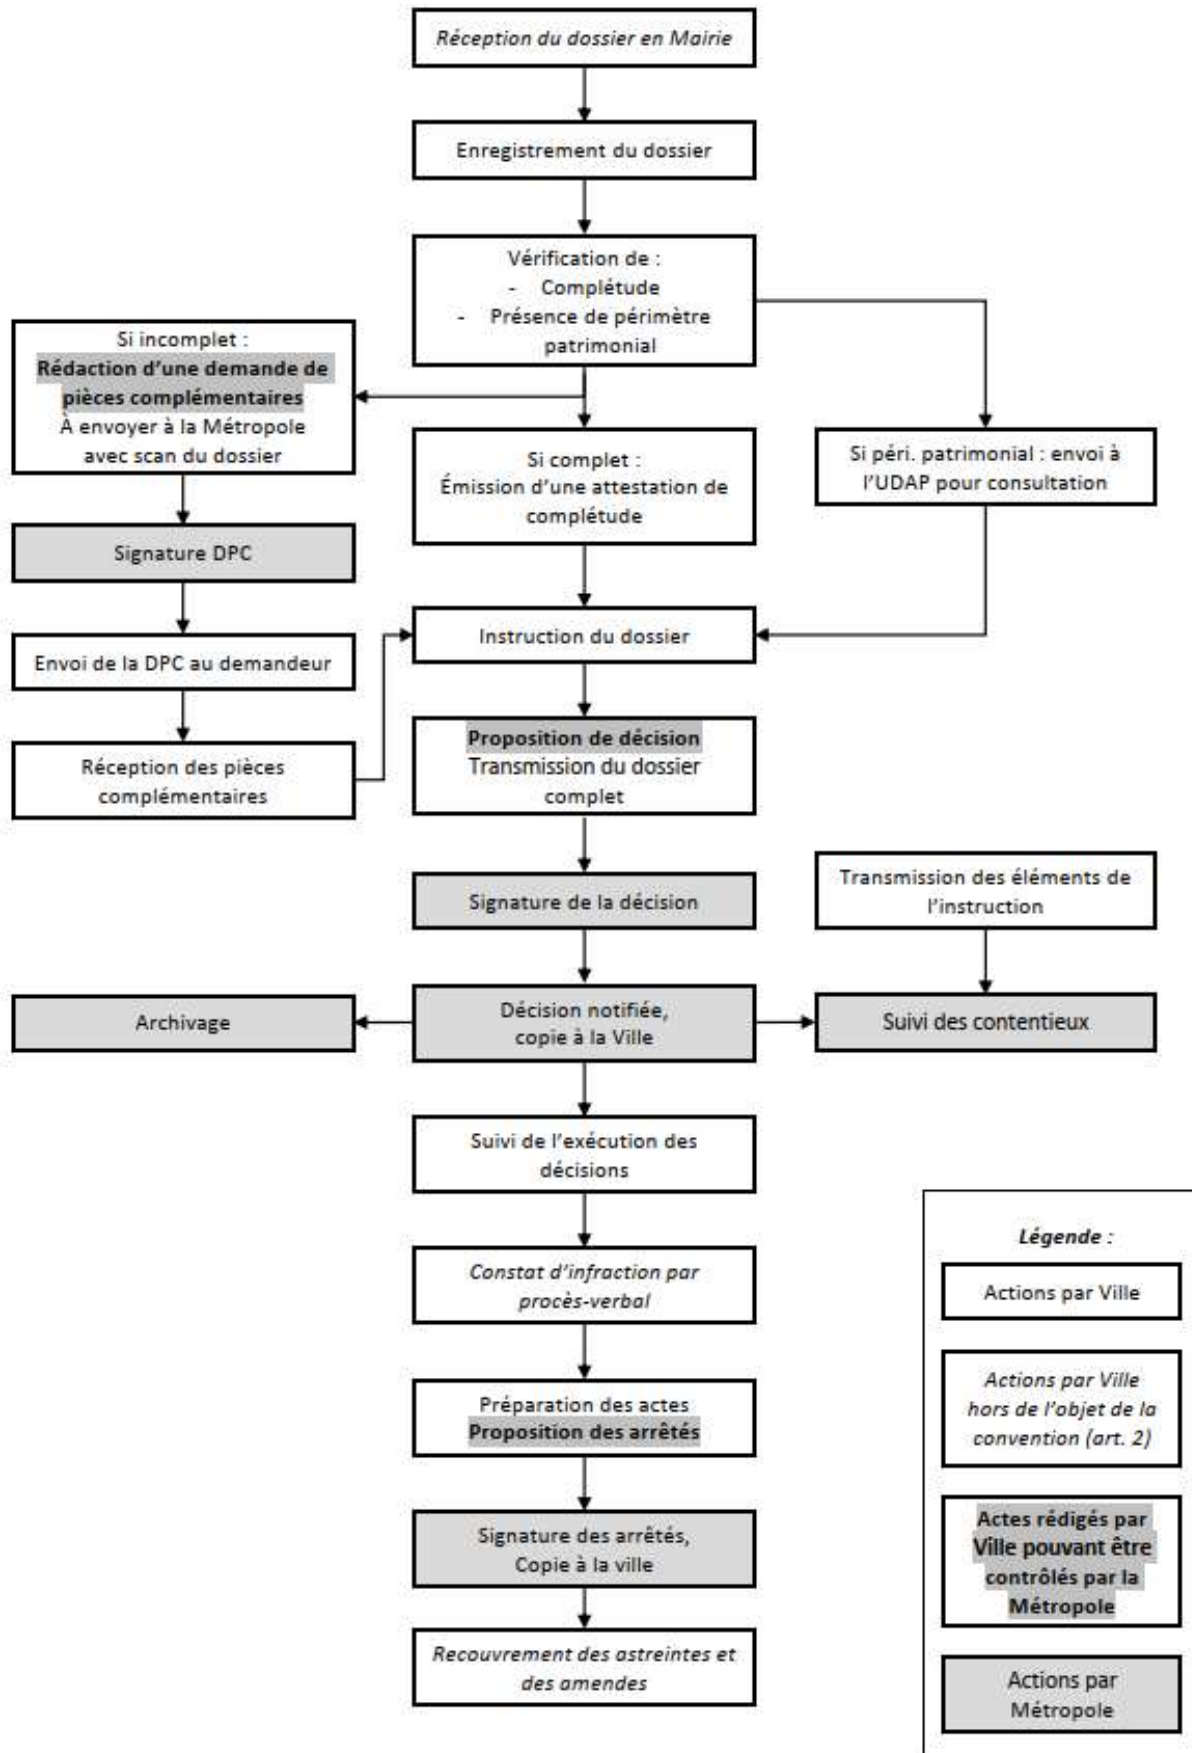 Réception du dossier en Mairie
Enregistrement du dossier
Vérification de :
- Complétude
- Présence de périmètre
patrimonial
Si incomplet :
Rédaction d'une demande de
pièces complémentaires
À envoyer à la Métropole
avec scan du dossier
Si complet :
Émission d'une attestation de
complétude
Si péri. patrimonial : envoi à
l'UDAP pour consultation
Signature DPC
Envoi de la DPC au demandeur
Réception des pièces
complémentaires
Instruction du dossier
Proposition de décision
Transmission du dossier
complet
Signature de la décision
Transmission des éléments de
l'instruction
Archivage
Décision notifiée,
copie à la Ville
Suivi des contentieux
Suivi de l'exécution des
décisions
Constat d'infraction par
procès-verbal
Préparation des actes
Proposition des arrêtés
Signature des arrêtés,
Copie à la ville
Recouvrement des astreintes et
des amendes
Légende :
Actions par Ville
Actions par Ville
hors de l'objet de la
convention (art. 2)
Actes rédigés par
Ville pouvant être
contrôlés par la
Métropole
Actions par
Métropole